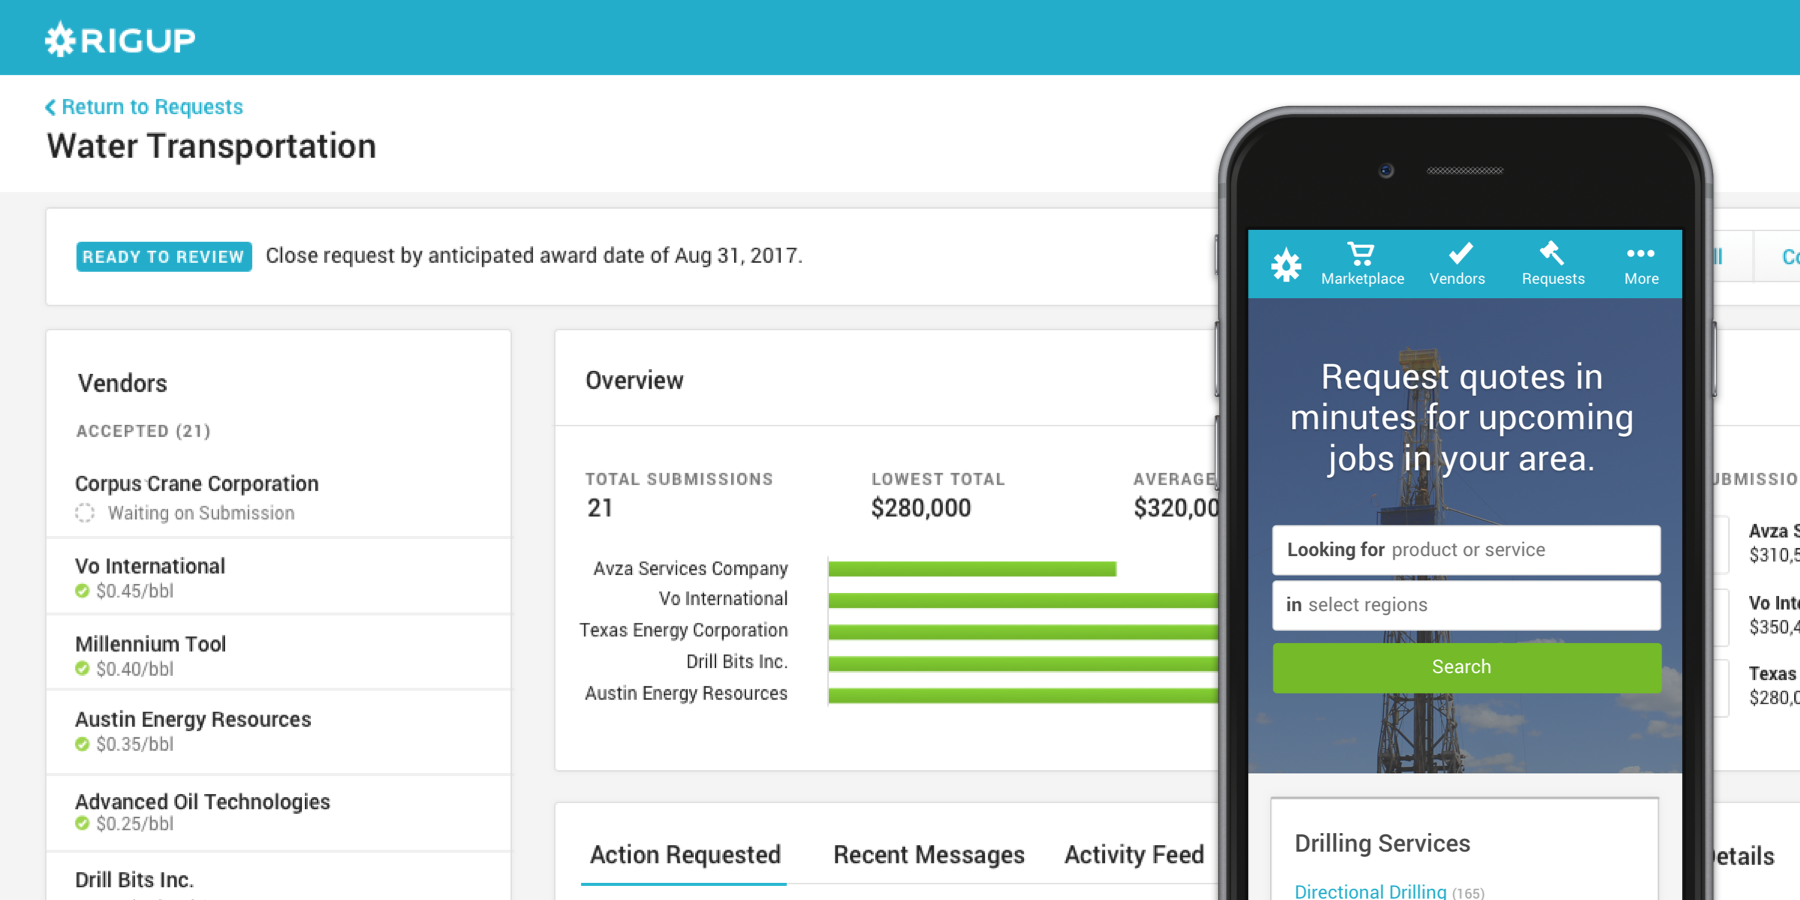 RIGUP
Return to Requests
Water Transportation
READY TO REVIEW Close request by anticipated award date of Aug 31, 2017.
Vendors
ACCEPTED (21)
Corpus Crane Corporation
Waiting on Submission
Vo International
$0.45/bbl
Millennium Tool
$0.40/bbl
Austin Energy Resources
$0.35/bbl
Advanced Oil Technologies
$0.25/bbl
Drill Bits Inc.
Overview
TOTAL SUBMISSIONS
21
LOWEST TOTAL
$280,000
AVERAGE
$320,00
Avza Services Company
Vo International
Texas Energy Corporation
Drill Bits Inc.
Austin Energy Resources
Action Requested Recent Messages Activity Feed
Marketplace Vendors Requests More
Request quotes in
minutes for upcoming
jobs in your area.
Looking for product or service
in select regions
Search
Drilling Services
Directional Drilling (165)
Avza S
$310,5
Vo Int
$350,4
Texas
$280,0
etails